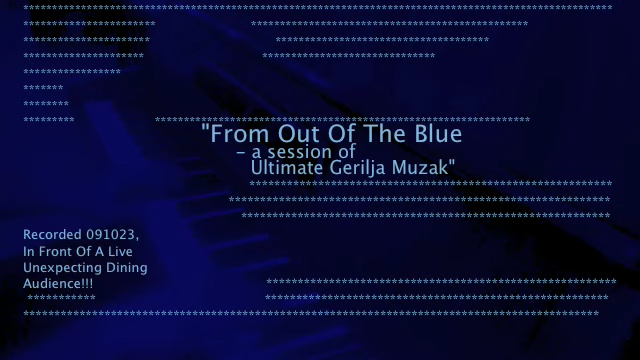 "From Out Of The Blue
- a session of
Ultimate Gerilja Muzak"
Recorded 091023,
In Front Of A Live
Unexpecting Dining
Audience!!!